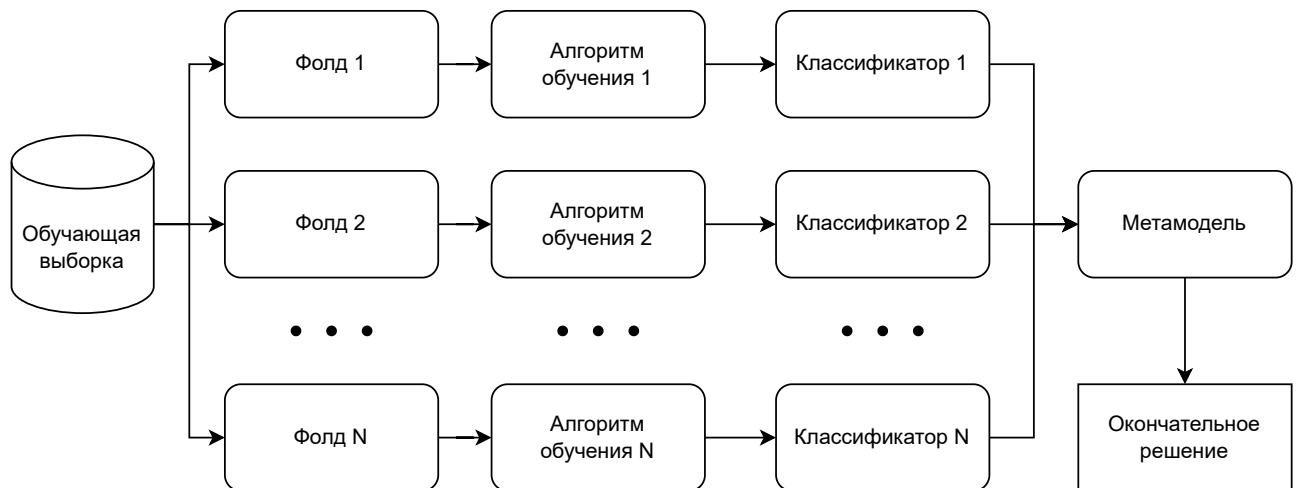 Фолд 1
Алгоритм
обучения 1
Классификатор 1
Обучающая
выборка
Фолд 2
Алгоритм
обучения 2
Классификатор 2
Метамодель
Фолд N
Алгоритм
обучения N
Классификатор N
Окончательное
решение